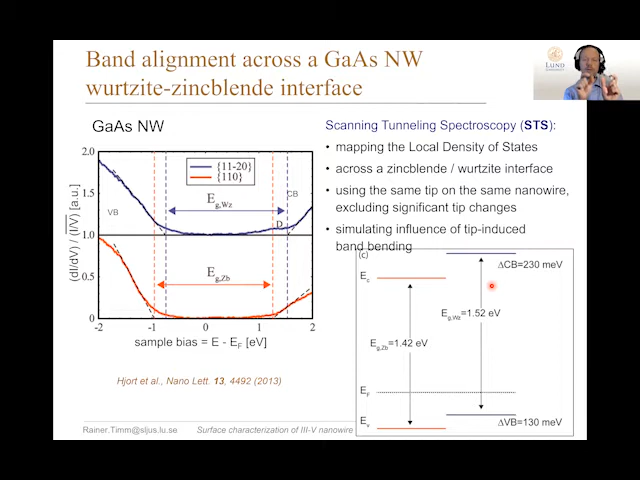 Band alignment across a GaAs NW
wurtzite-zincblende interface
LUND
GaAs NW
Scanning Tunneling Spectroscopy (STS):
• mapping the Local Density of States
• across a zincblende / wurtzite interface
• using the same tip on the same nanowire,
excluding significant tip changes
• simulating influence of tip-induced
band bending
(dI/dV) / (I/V) [a.u.]
2.0
1.5
1.0
0.5
0
{11-20}
{110}
VB
CB
E g,Wz
D
E g,Zb
-2 -1 0 1 2
sample bias = E - EF [eV]
(c)
Ec
ΔCB=230 meV
Eg,Wz=1.52 eV
Eg,Zb=1.42 eV
EF
Ev
ΔVB=130 meV
Hjort et al., Nano Lett. 13, 4492 (2013)
Rainer.Timm@sljus.lu.se Surface characterization of III-V nanowire